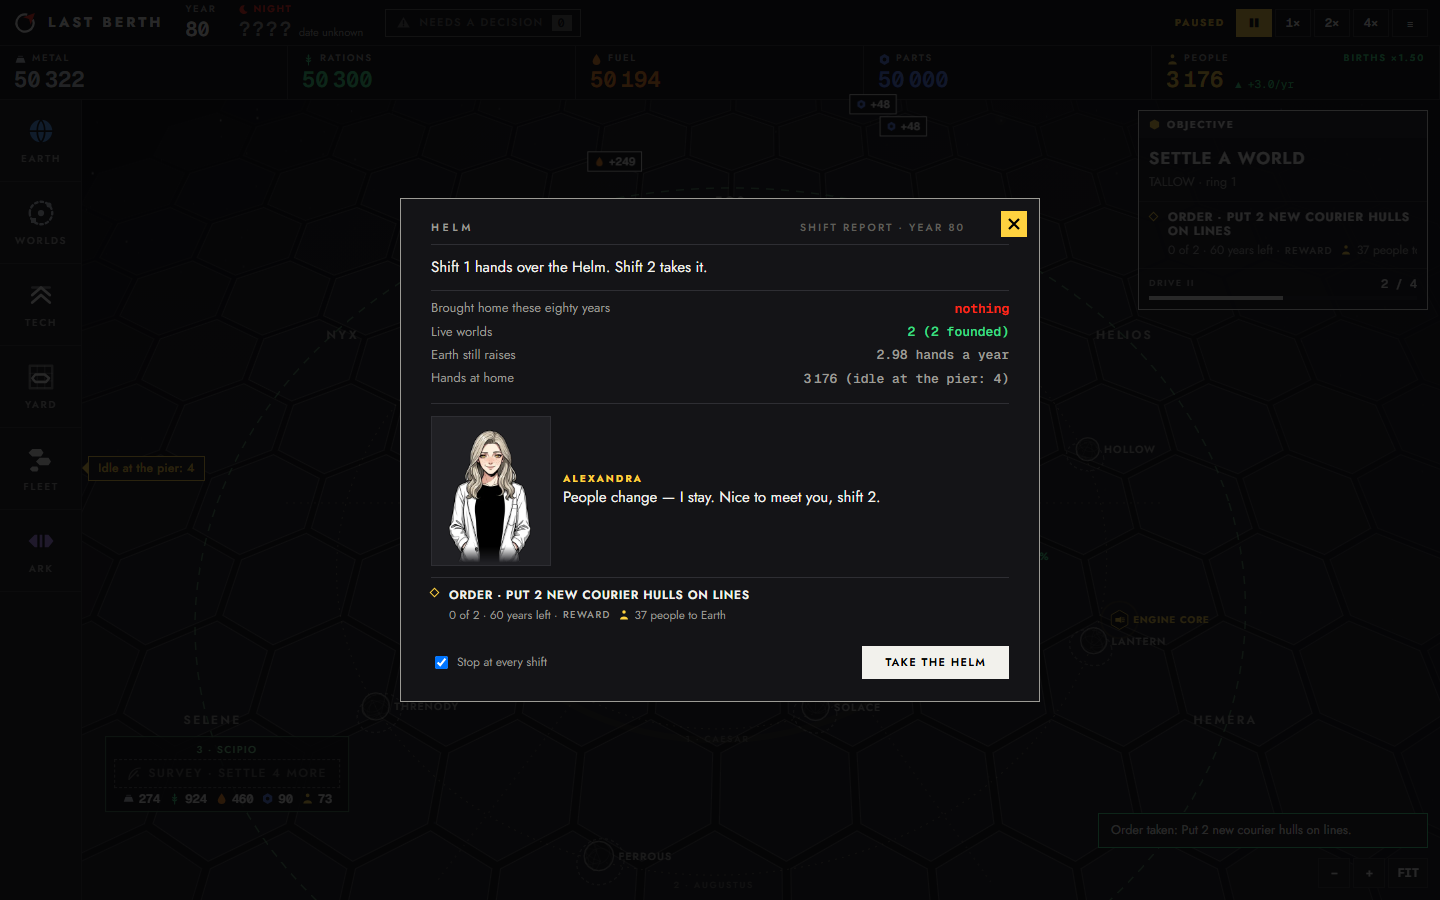 LAST BERTH
YEAR
80
NIGHT
????
date unknown
NEEDS A DECISION 0
PAUSED
1×
2×
4×
METAL
50 322
RATIONS
50 300
FUEL
50 194
PARTS
50 000
PEOPLE
BIRTHS ×1.50
3 176
+3.0/yr
+48
+48
+249
EARTH
WORLDS
TECH
YARD
FLEET
ARK
Idle at the pier: 4
OBJECTIVE
SETTLE A WORLD
TALLOW · ring 1
ORDER · PUT 2 NEW COURIER HULLS
ON LINES
0 of 2 · 60 years left · REWARD 37 people t
DRIVE II
2 / 4
NYX
HELIOS
HOLLOW
ENGINE CORE
LANTERN
HELM
SHIFT REPORT · YEAR 80
Shift 1 hands over the Helm. Shift 2 takes it.
Brought home these eighty years nothing
Live worlds 2 (2 founded)
Earth still raises 2.98 hands a year
Hands at home 3 176 (idle at the pier: 4)
ALEXANDRA
People change — I stay. Nice to meet you, shift 2.
ORDER · PUT 2 NEW COURIER HULLS ON LINES
0 of 2 · 60 years left · REWARD 37 people to Earth
Stop at every shift
TAKE THE HELM
THRENODY
SOLACE
SELENE
HEMERA
CAESAR
3 · SCIPIO
SURVEY · SETTLE 4 MORE
274 924 460 90 73
FERROUS
2 · AUGUSTUS
Order taken: Put 2 new courier hulls on lines.
−
+
FIT